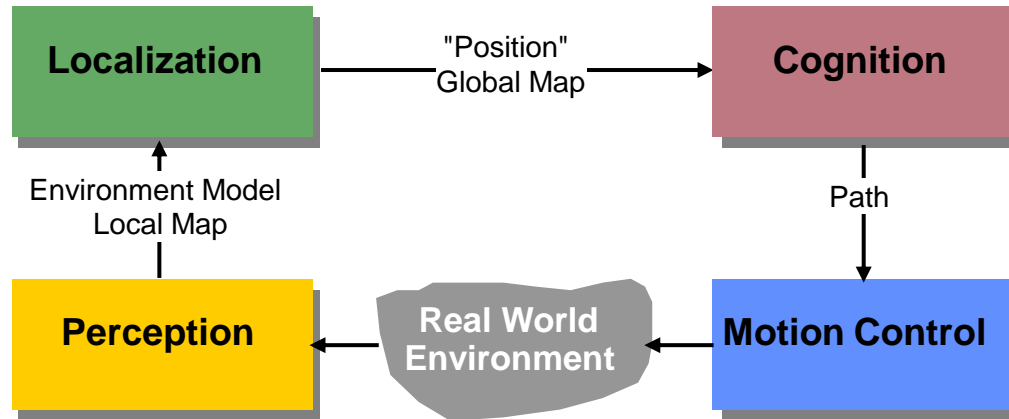 Localization
"Position"
Global Map
Cognition
Environment Model
Local Map
Path
Perception
Real World
Environment
Motion Control